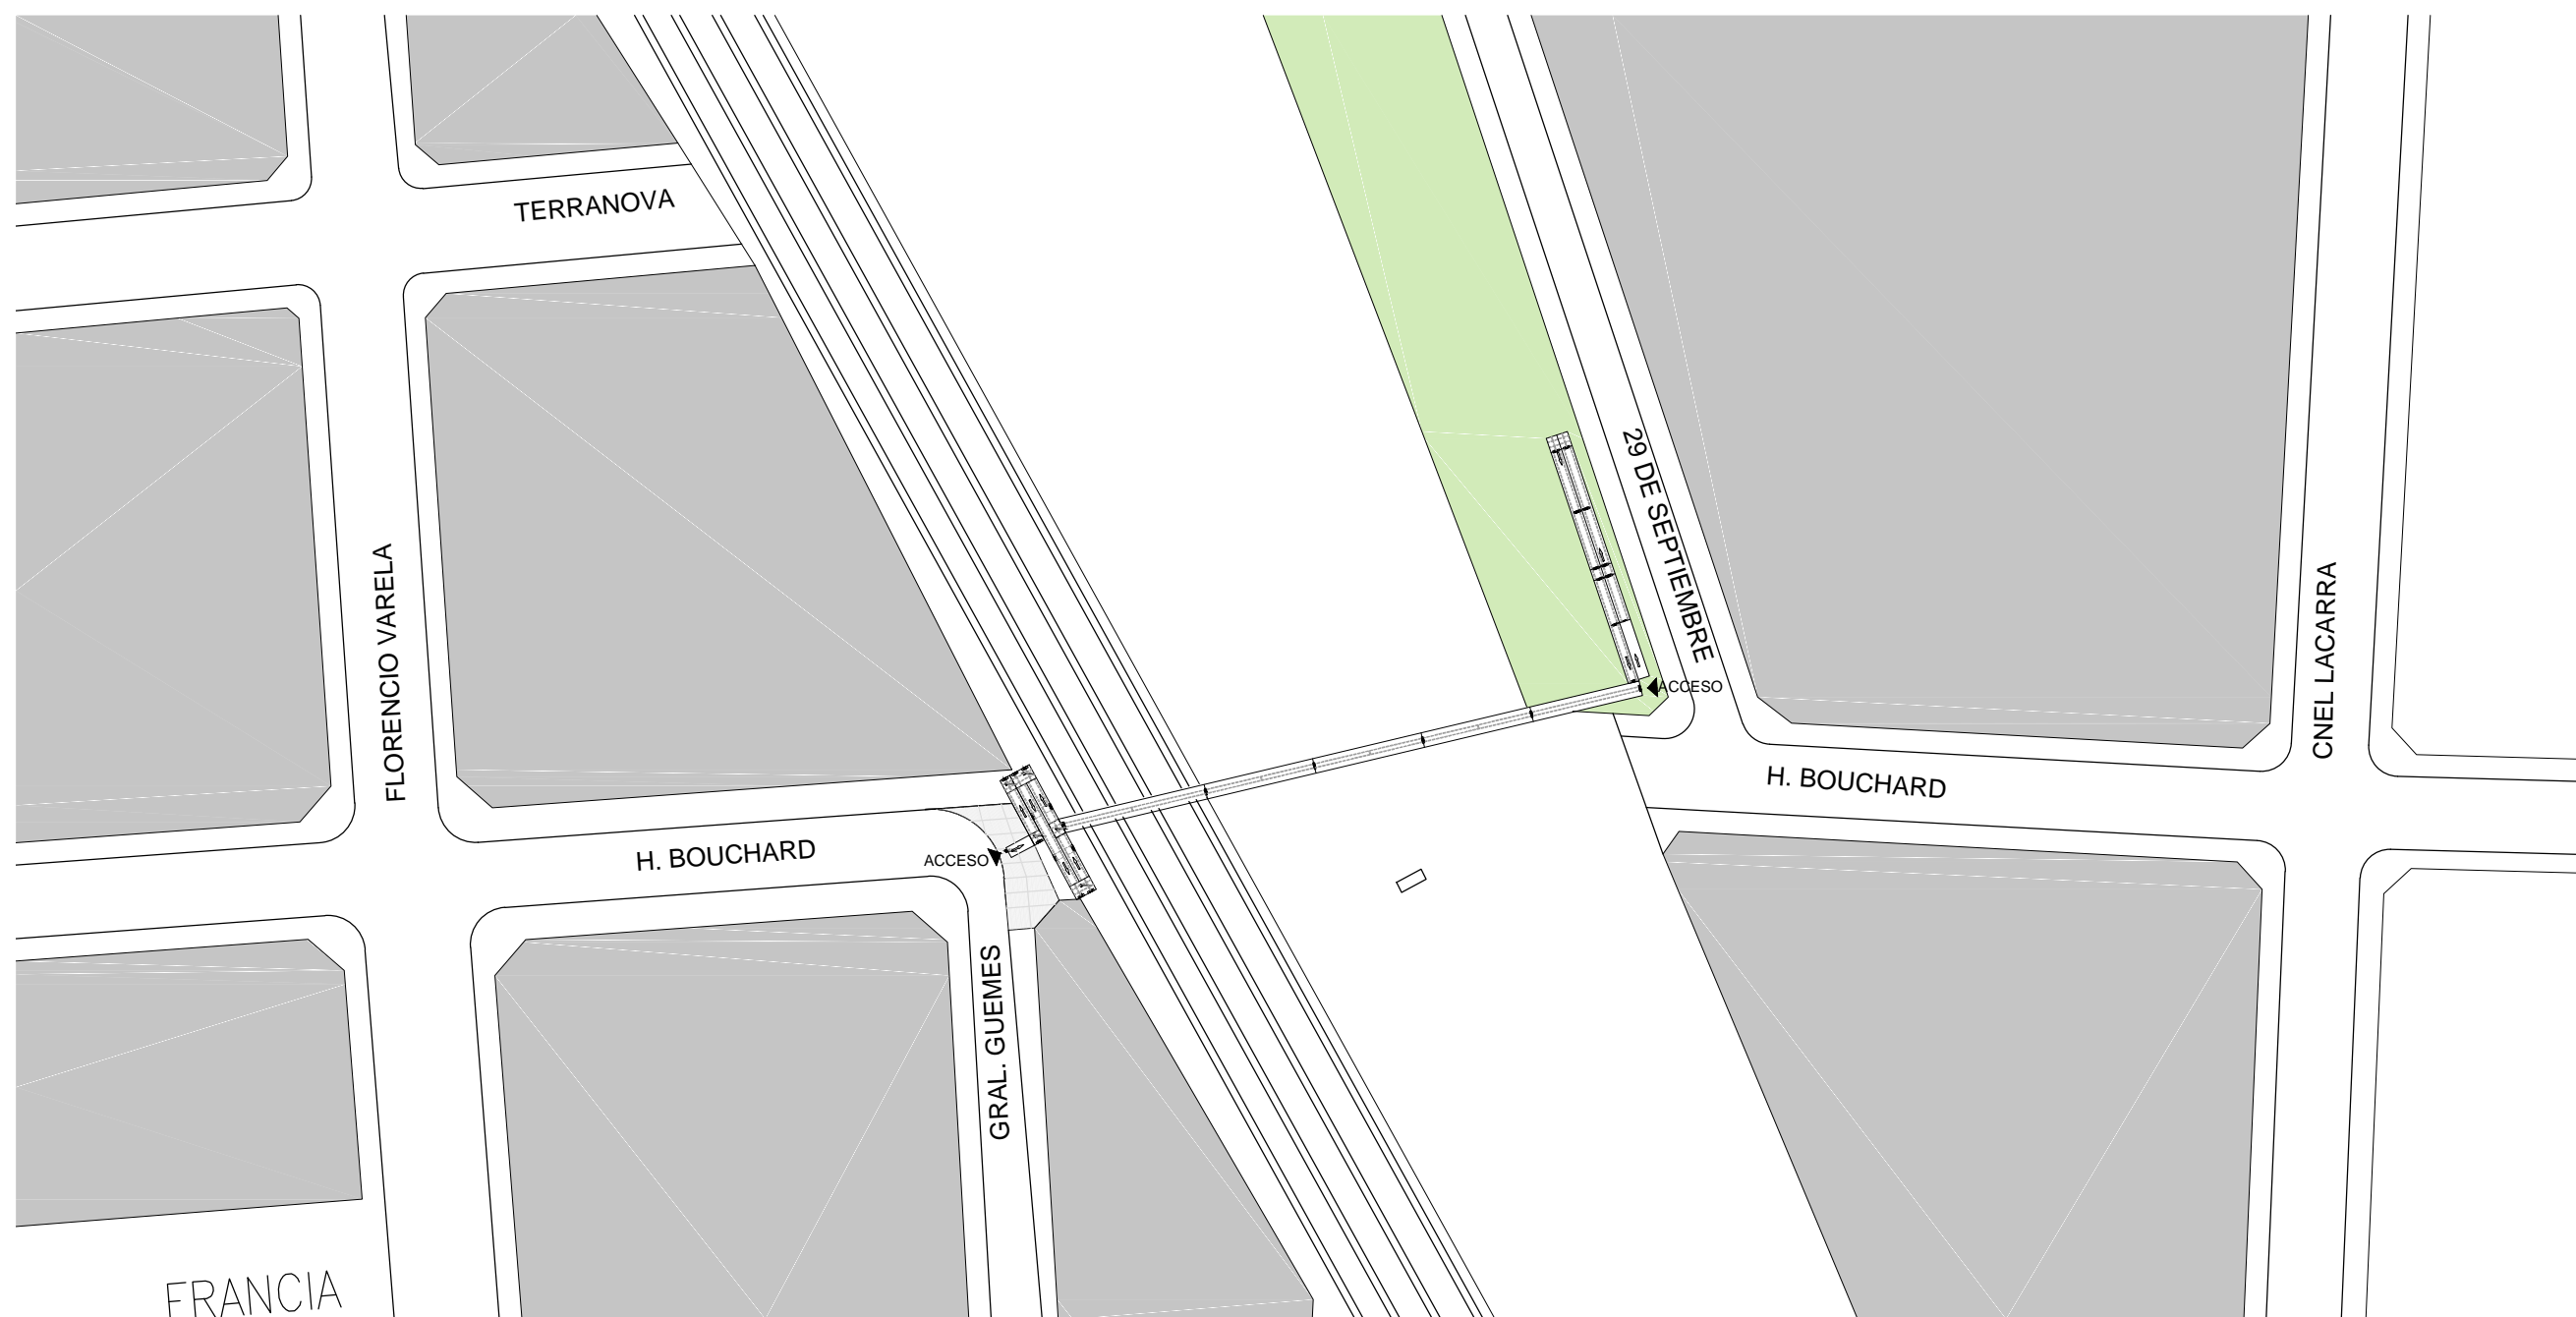 TERRANOVA
29 DE SEPTIEMBRE
FLORENCIO VARELA
CNEL LACARRA
ACCESO
H. BOUCHARD
H. BOUCHARD
ACCESO
GRAL. GUEMES
FRANCIA